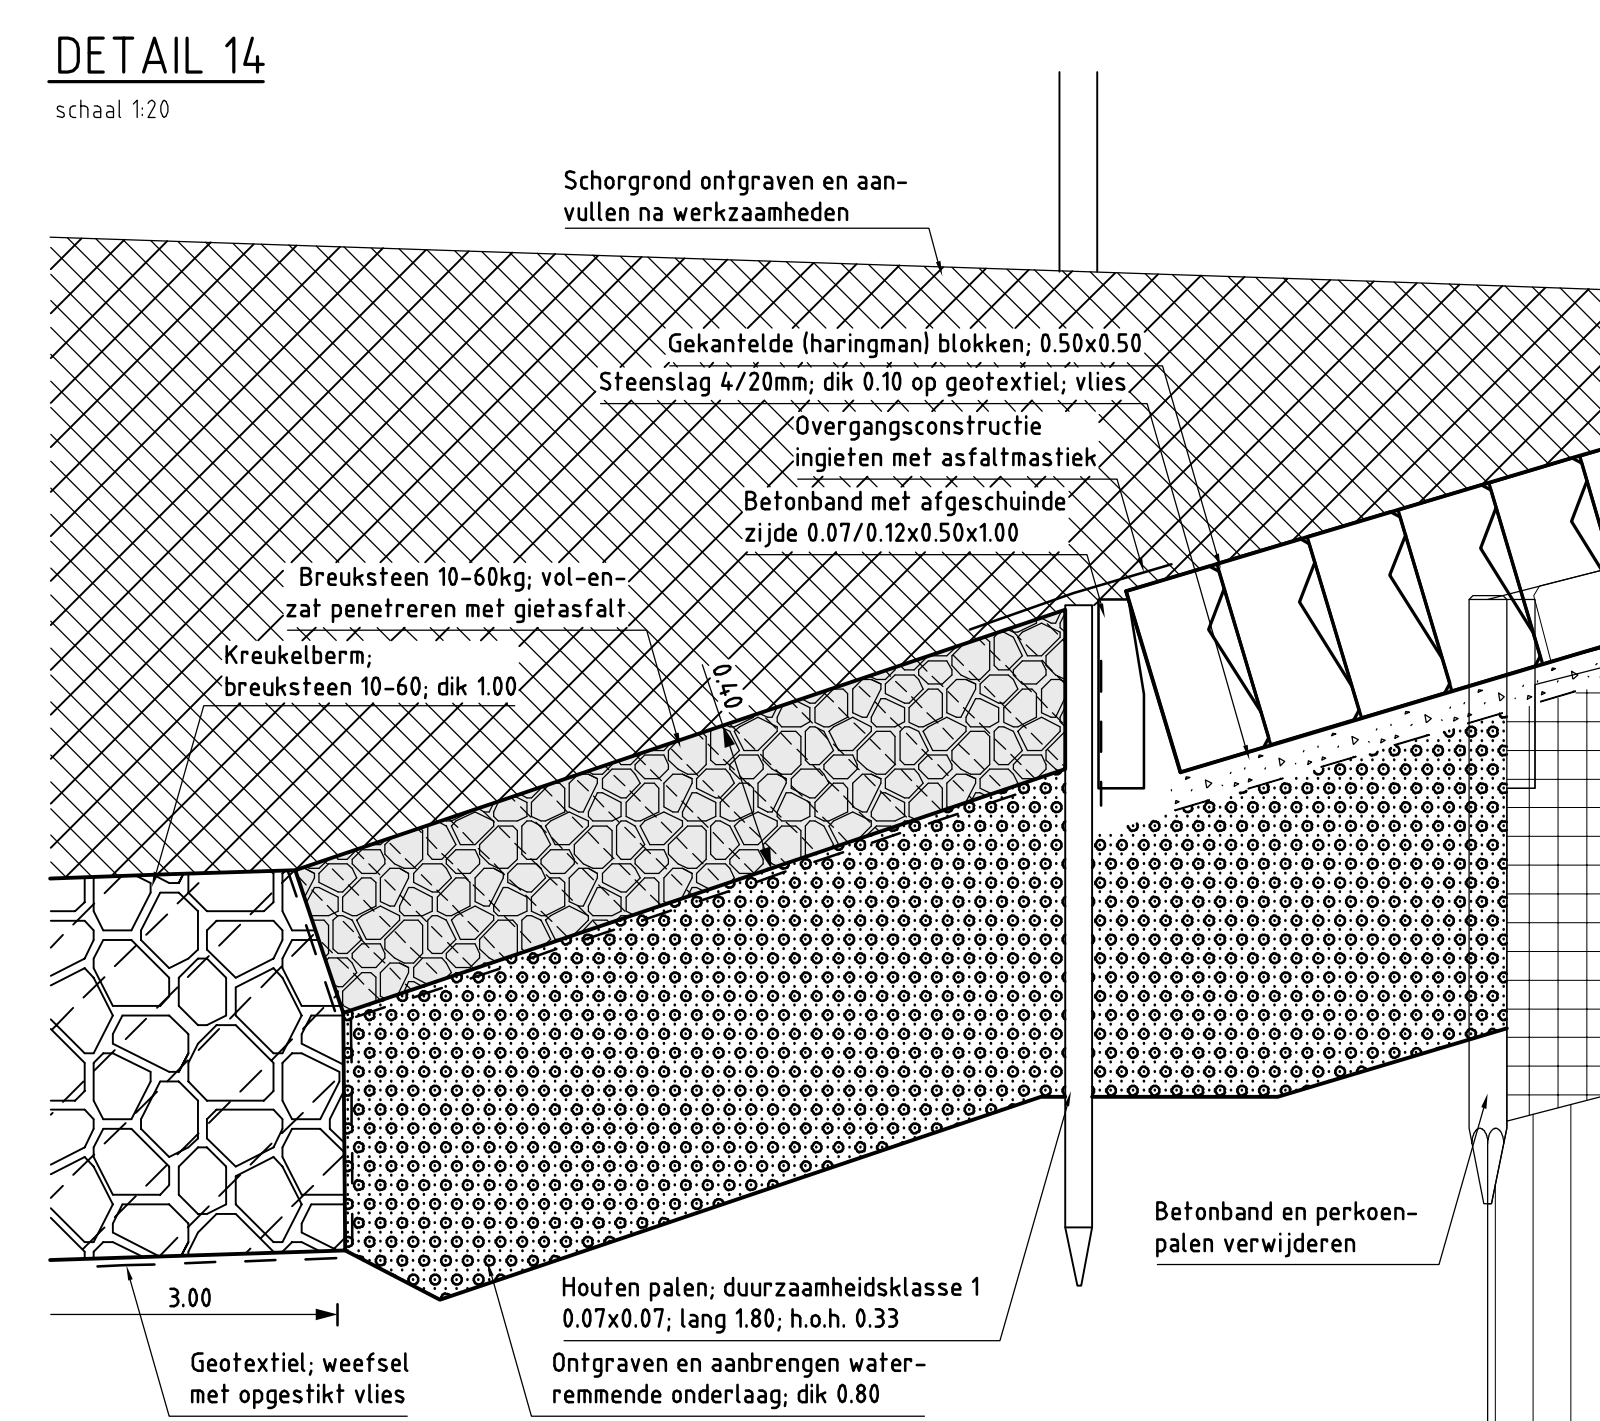 DETAIL 14
schaal 1:20
Schorgrond ontgraven en aan-
vullen na werkzaamheden
Gekantelde (haringman) blokken; 0.50x0.50
Steenslag 4/20mm; dik 0.10 op geotextiel; vlies
Overgangsconstructie
ingieten met asfaltmastiek
Betonband met afgeschuinde
zijde 0.07/0.12x0.50x1.00
Breuksteen 10-60kg; vol-en-
zat penetreren met gietasfalt
Kreukelberm;
breuksteen 10-60; dik 1.00
0.40
Betonband en perkoen-
palen verwijderen
Houten palen; duurzaamheidsklasse 1
0.07x0.07; lang 1.80; h.o.h. 0.33
3.00
Geotextiel; weefsel
met opgestikt vlies
Ontgraven en aanbrengen water-
remmende onderlaag; dik 0.80